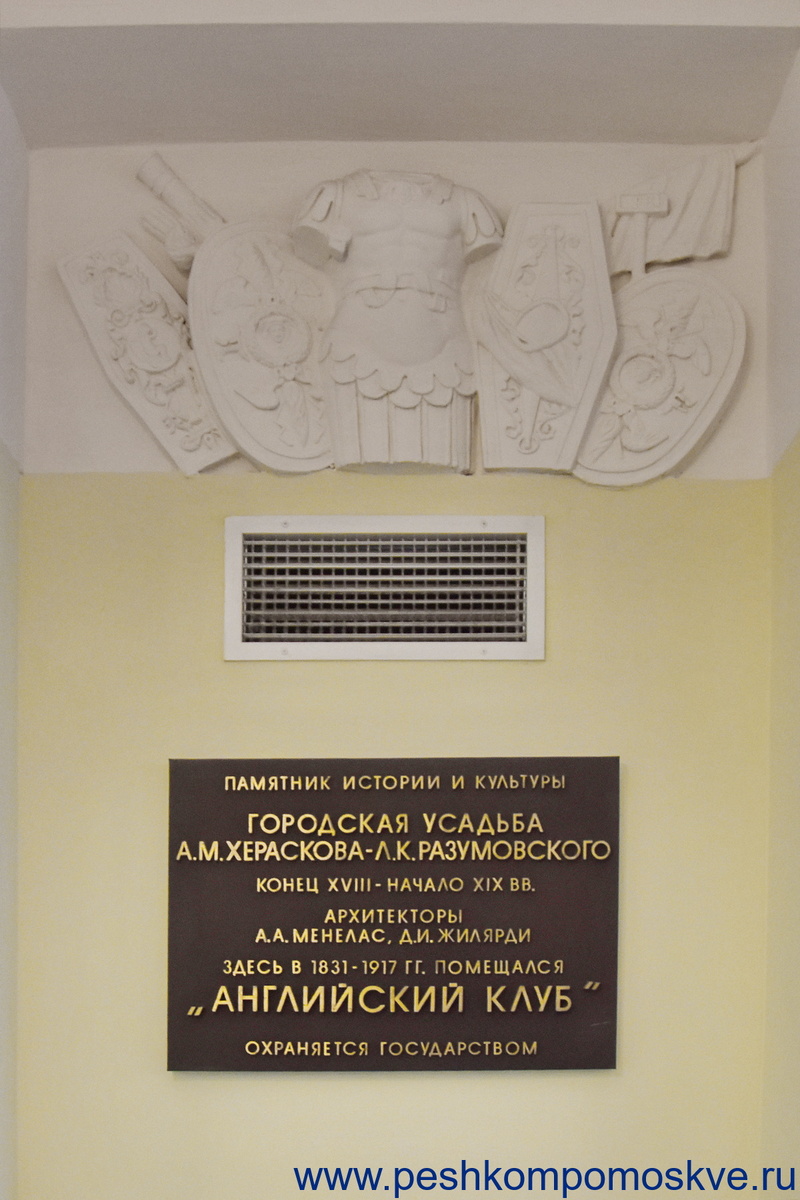 ПАМЯТНИК ИСТОРИИ И КУЛЬТУРЫ
ГОРОДСКАЯ УСАДЬБА
А.М.ХЕРАСКОВА-Л.К.РАЗУМОВСКОГО
КОНЕЦ XVIII - НАЧАЛО XIX ВВ.
АРХИТЕКТОРЫ
А.А.МЕНЕЛАС, Д.И.ЖИЛЯРДИ
ЗДЕСЬ В 1831-1917 ГГ. ПОМЕЩАЛСЯ
„АНГЛИЙСКИЙ КЛУБ”
ОХРАНЯЕТСЯ ГОСУДАРСТВОМ
www.peshkompomoskve.ru